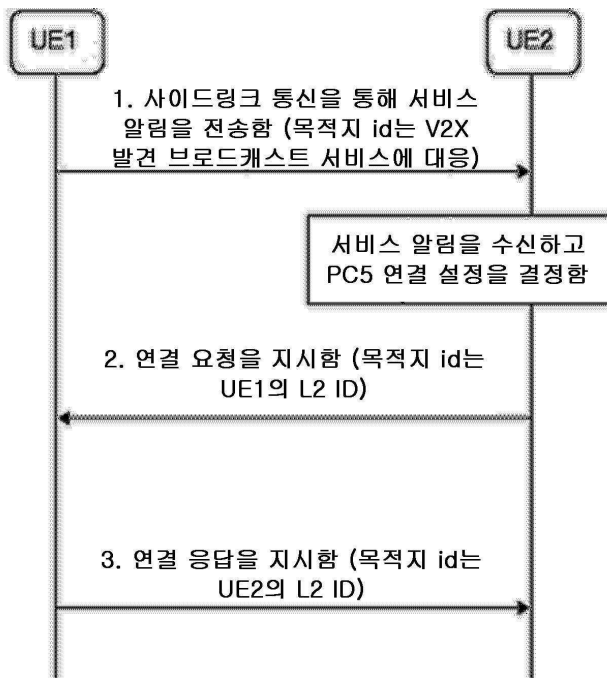 UE1
UE2
1. 사이드링크 통신을 통해 서비스
알림을 전송함 (목적지 id는 V2X
발견 브로드캐스트 서비스에 대응)
서비스 알림을 수신하고
PC5 연결 설정을 결정함
2. 연결 요청을 지시함 (목적지 id는
UE1의 L2 ID)
3. 연결 응답을 지시함 (목적지 id는
UE2의 L2 ID)